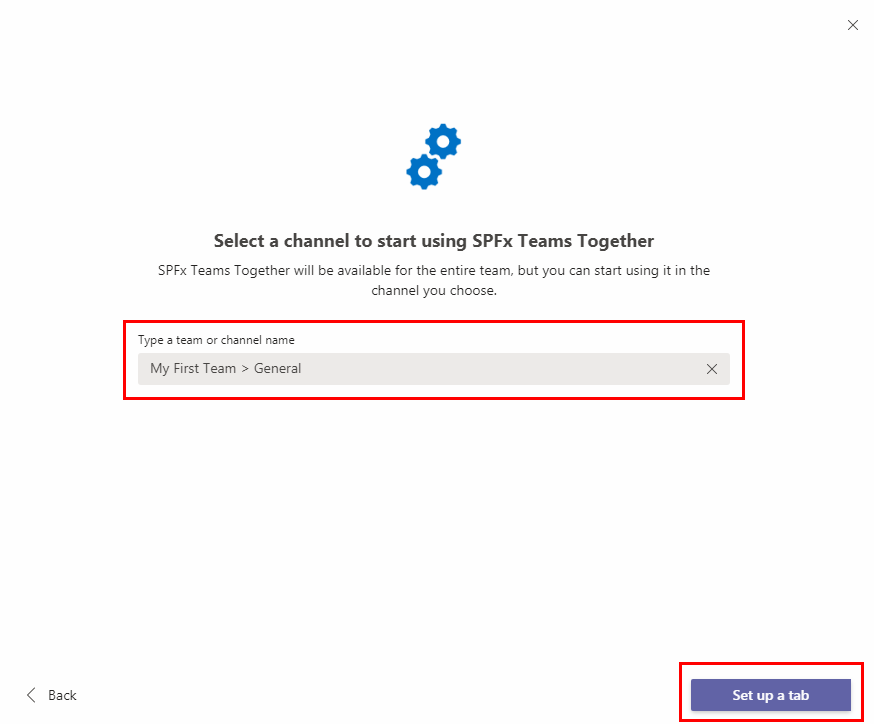 Select a channel to start using SPFx Teams Together
SPFx Teams Together will be available for the entire team, but you can start using it in the
channel you choose.
Type a team or channel name
My First Team > General
Back
Set up a tab